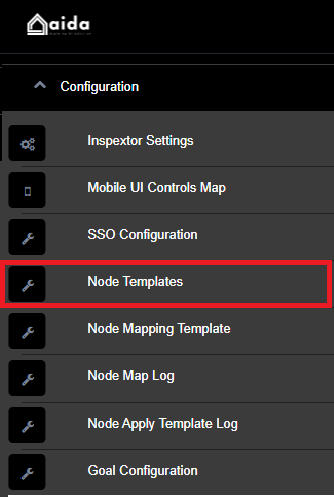 aida
Configuration
Inspextor Settings
Mobile UI Controls Map
SSO Configuration
Node Templates
Node Mapping Template
Node Map Log
Node Apply Template Log
Goal Configuration